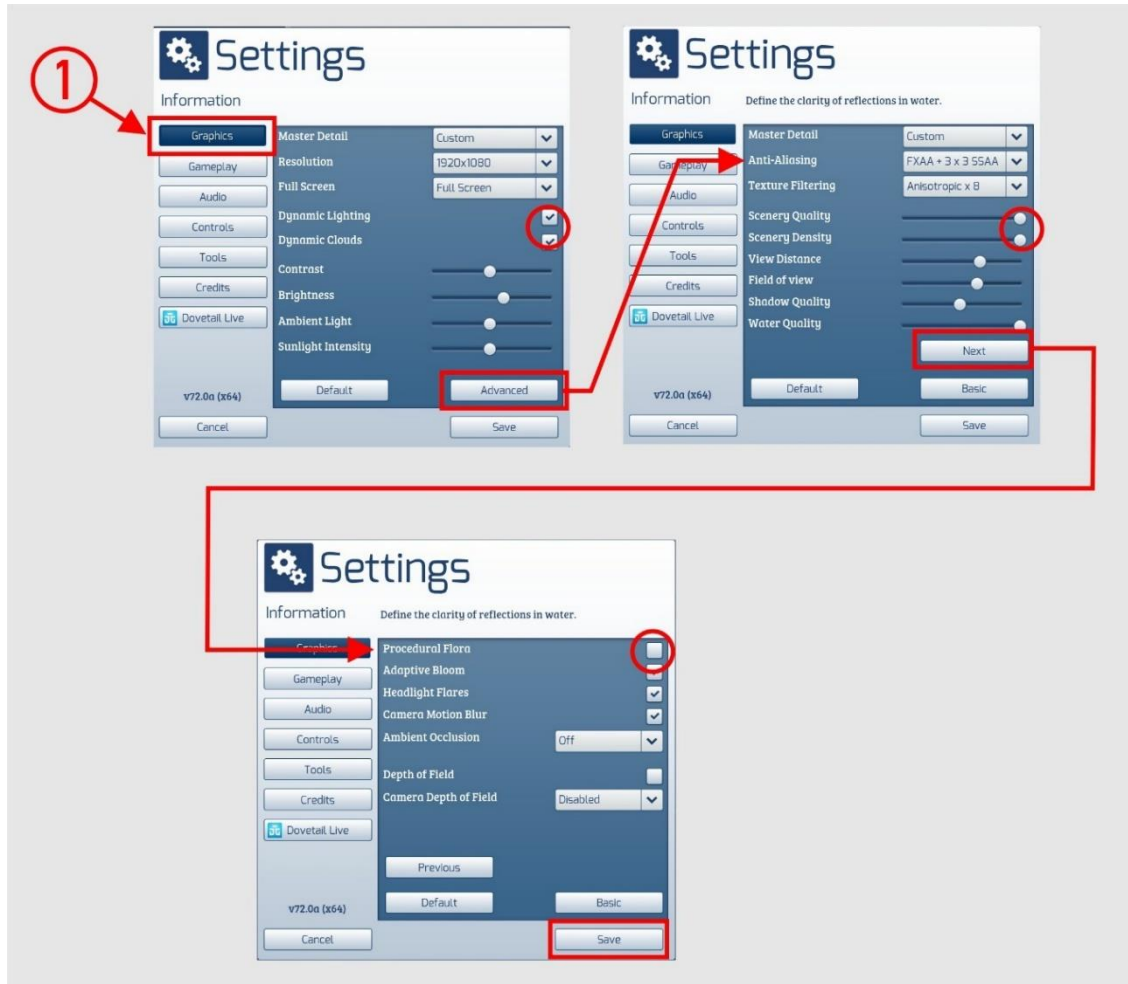 1
Settings
Information
Graphics
Gameplay
Audio
Controls
Tools
Credits
Dovetail Live
v72.0a (x64)
Cancel
Master Detail Custom
Resolution 1920x1080
Full Screen Full Screen
Dynamic Lighting
Dynamic Clouds
Contrast
Brightness
Ambient Light
Sunlight Intensity
Default Advanced
Save
Settings
Information Define the clarity of reflections in water.
Graphics
Gameplay
Audio
Controls
Tools
Credits
Dovetail Live
v72.0a (x64)
Cancel
Master Detail Custom
Anti-Aliasing FXAA + 3 x 3 SSAA
Texture Filtering Anisotropic x 8
Scenery Quality
Scenery Density
View Distance
Field of view
Shadow Quality
Water Quality
Next
Default Basic
Save
Settings
Information Define the clarity of reflections in water.
Graphics
Gameplay
Audio
Controls
Tools
Credits
Dovetail Live
v72.0a (x64)
Cancel
Procedural Flora
Adaptive Bloom
Headlight Flares
Camera Motion Blur
Ambient Occlusion Off
Depth of Field
Camera Depth of Field Disabled
Previous
Default Basic
Save